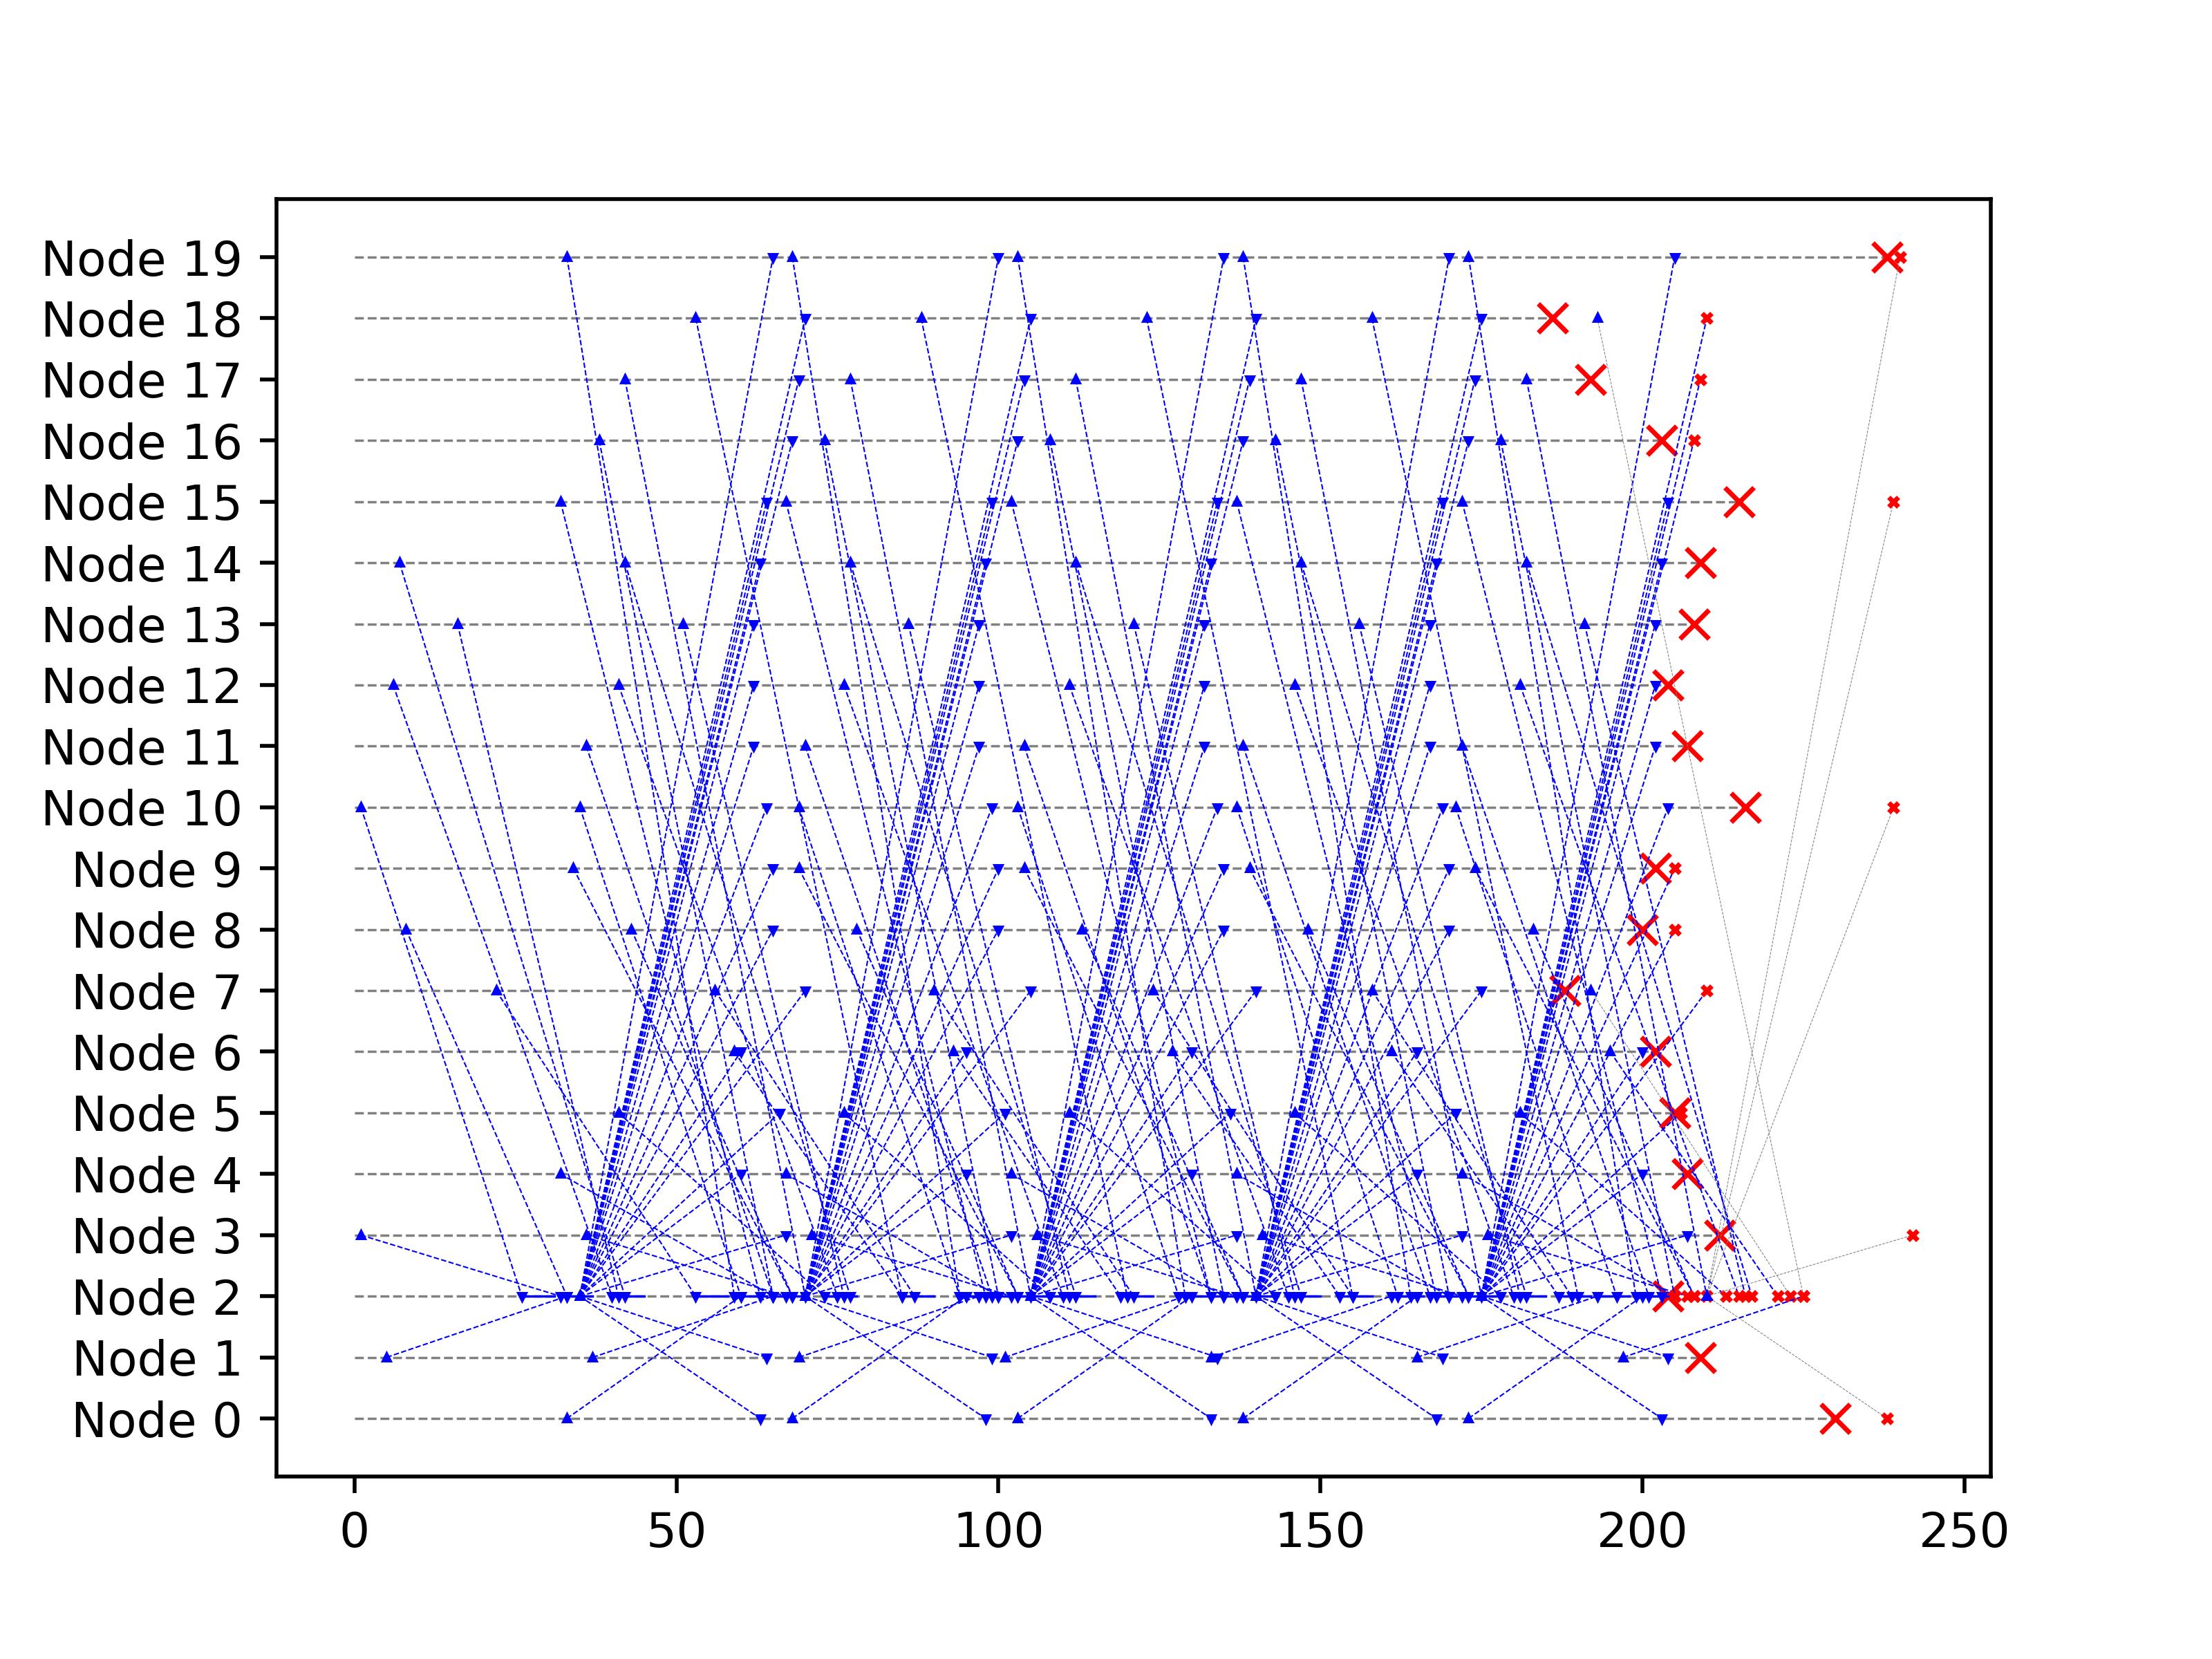 Node 19
Node 18
Node 17
Node 16
Node 15
Node 14
Node 13
Node 12
Node 11
Node 10
Node 9
Node 8
Node 7
Node 6
Node 5
Node 4
Node 3
Node 2
Node 1
Node 0
0 50 100 150 200 250